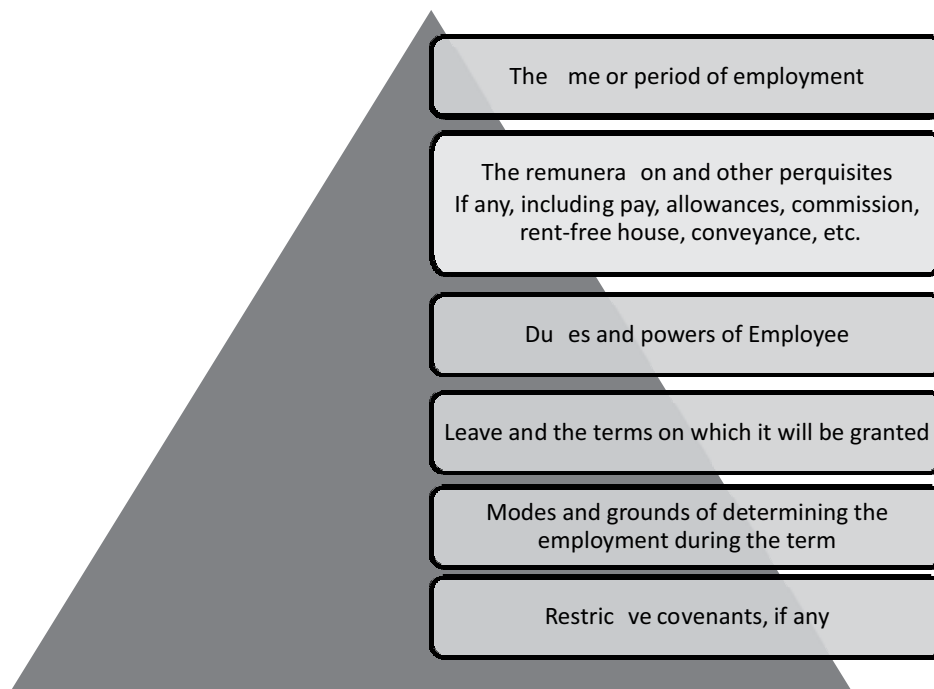 The me or period of employment
The remunera on and other perquisites
If any, including pay, allowances, commission,
rent-free house, conveyance, etc.
Du es and powers of Employee
Leave and the terms on which it will be granted
Modes and grounds of determining the
employment during the term
Restric ve covenants, if any